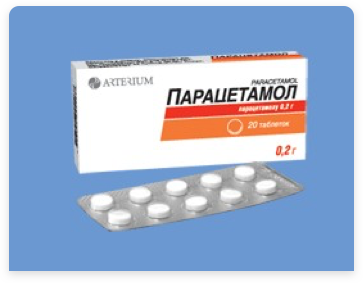 ARTERIUM
PARACETAMOL
ПАРАЦЕТАМОЛ
парацетамолу 0,2 г
20 таблеток
0,2 г